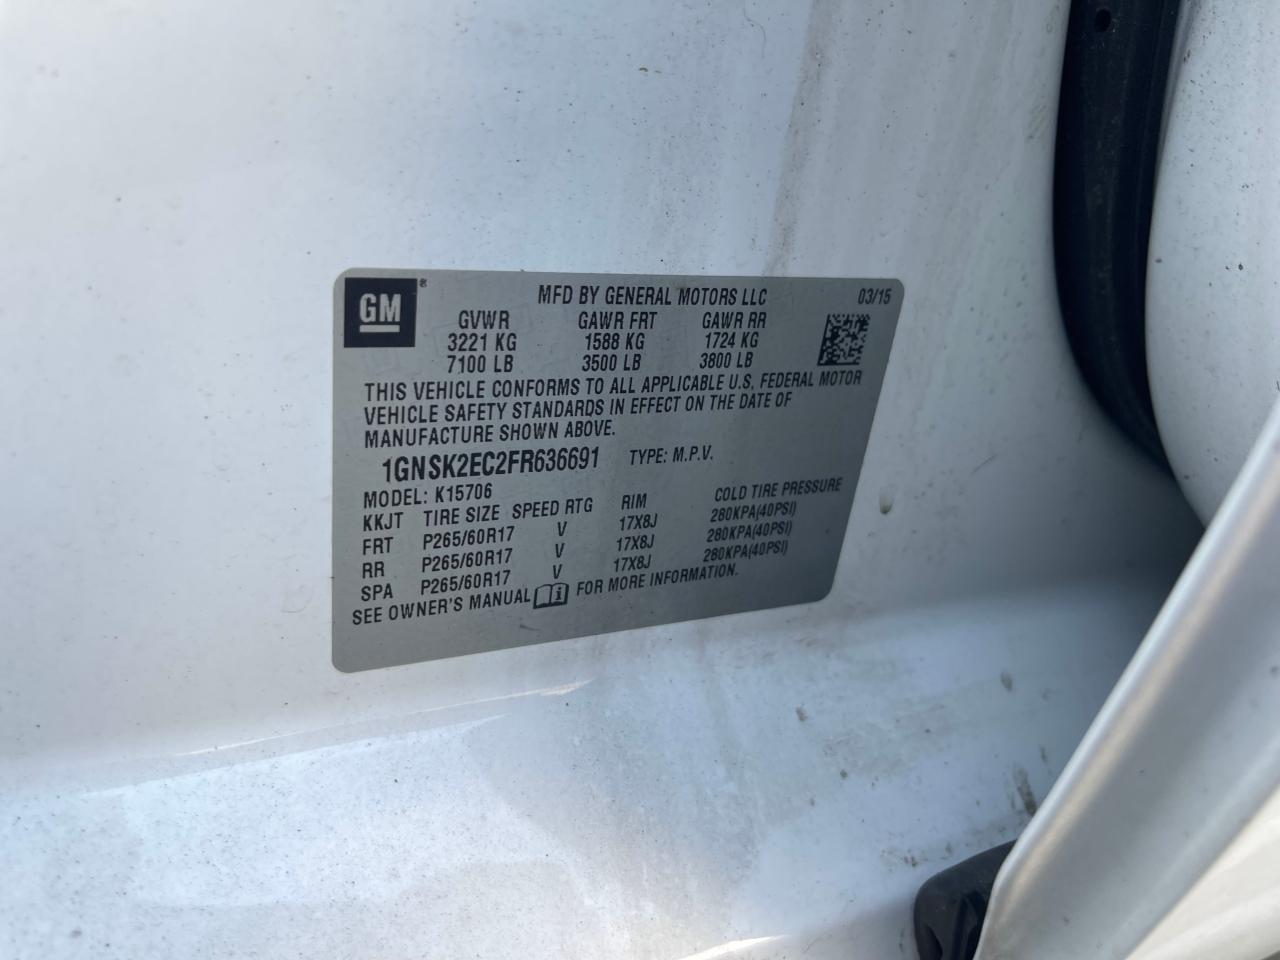 GM®
MFD BY GENERAL MOTORS LLC 03/15
GVWR GAWR FRT GAWR RR
3221 KG 1588 KG 1724 KG
7100 LB 3500 LB 3800 LB
THIS VEHICLE CONFORMS TO ALL APPLICABLE U.S. FEDERAL MOTOR
VEHICLE SAFETY STANDARDS IN EFFECT ON THE DATE OF
MANUFACTURE SHOWN ABOVE.
1GNSK2EC2FR636691 TYPE: M.P.V.
MODEL: K15706
KKJT TIRE SIZE SPEED RTG RIM COLD TIRE PRESSURE
FRT P265/60R17 V 17X8J 280KPA(40PSI)
RR P265/60R17 V 17X8J 280KPA(40PSI)
SPA P265/60R17 V 17X8J 280KPA(40PSI)
SEE OWNER'S MANUAL FOR MORE INFORMATION.